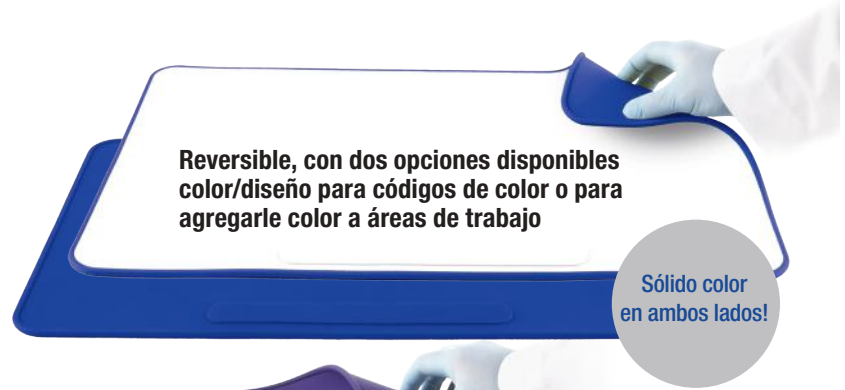 Reversible, con dos opciones disponibles
color/diseño para códigos de color o para
agregarle color a áreas de trabajo
Sólido color
en ambos lados!